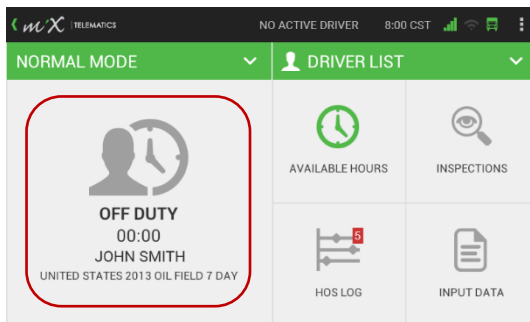 miX TELEMATICS NO ACTIVE DRIVER 8:00 CST
NORMAL MODE
DRIVER LIST
OFF DUTY
00:00
JOHN SMITH
UNITED STATES 2013 OIL FIELD 7 DAY
AVAILABLE HOURS
INSPECTIONS
5
HOS LOG
INPUT DATA